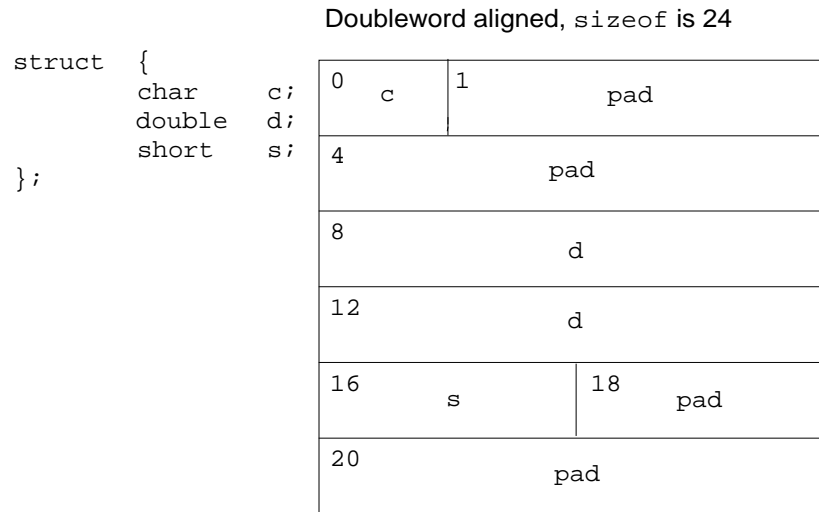 Doubleword aligned, sizeof is 24
struct {
char c;
double d;
short s;
};
0 c 1 pad
4 pad
8 d
12 d
16 s 18 pad
20 pad